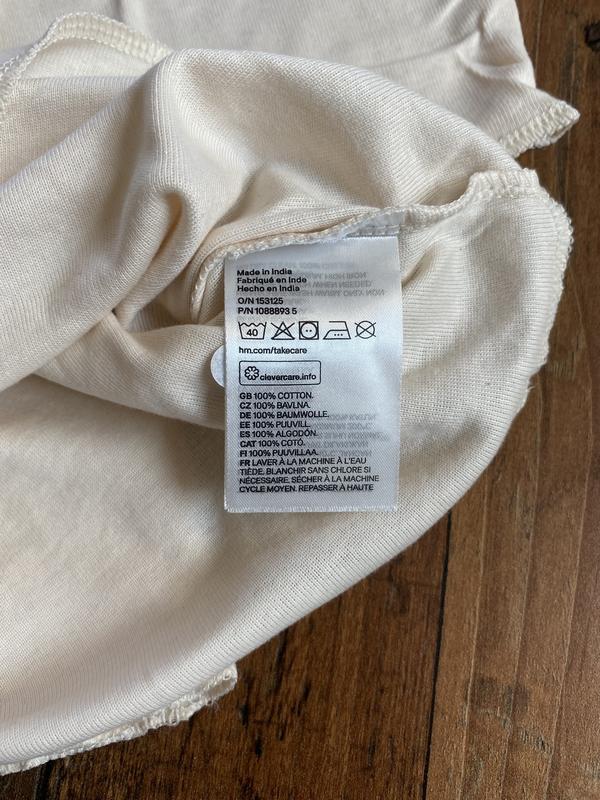 Made in India
Fabriqué en Inde
Hecho en India
O/N 153125
P/N 1088893 5
40
hm.com/takecare
clevercare.info
GB 100% COTTON.
CZ 100% BAVLNA.
DE 100% BAUMWOLLE.
EE 100% PUUVILL.
ES 100% ALGODÓN.
CAT 100% COTÓ.
FI 100% PUUVILLAA.
FR LAVER À LA MACHINE À L'EAU
TIÈDE. BLANCHIR SANS CHLORE SI
NÉCESSAIRE. SÉCHER À LA MACHINE
CYCLE MOYEN. REPASSER À HAUTE